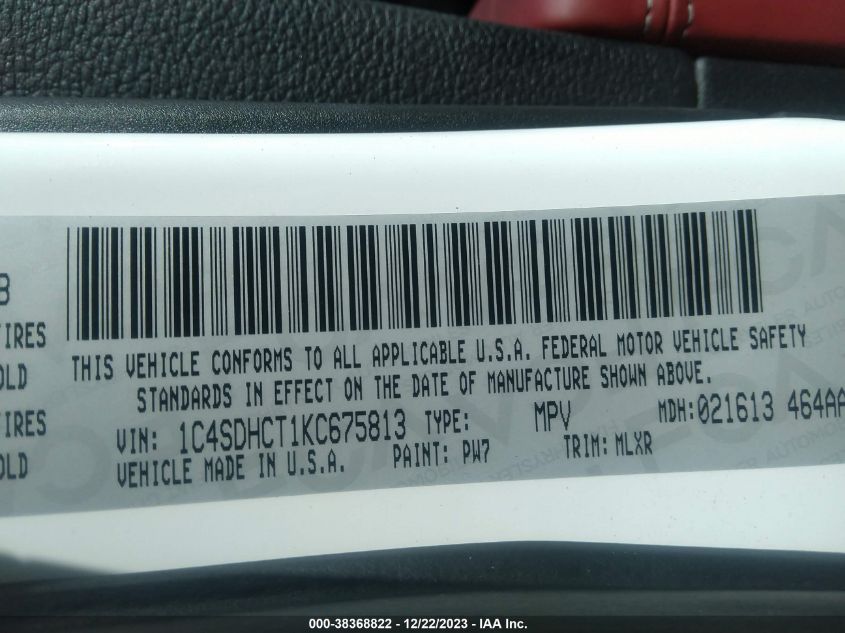 B
TIRES
OLD
TIRES
OLD
THIS VEHICLE CONFORMS TO ALL APPLICABLE U.S.A. FEDERAL MOTOR VEHICLE SAFETY
STANDARDS IN EFFECT ON THE DATE OF MANUFACTURE SHOWN ABOVE.
VIN: 1C4SDHCT1KC675813 TYPE: MPV MDH:021613 464AA
VEHICLE MADE IN U.S.A. PAINT: PW7 TRIM: MLXR
000-38368822 - 12/22/2023 - IAA Inc.